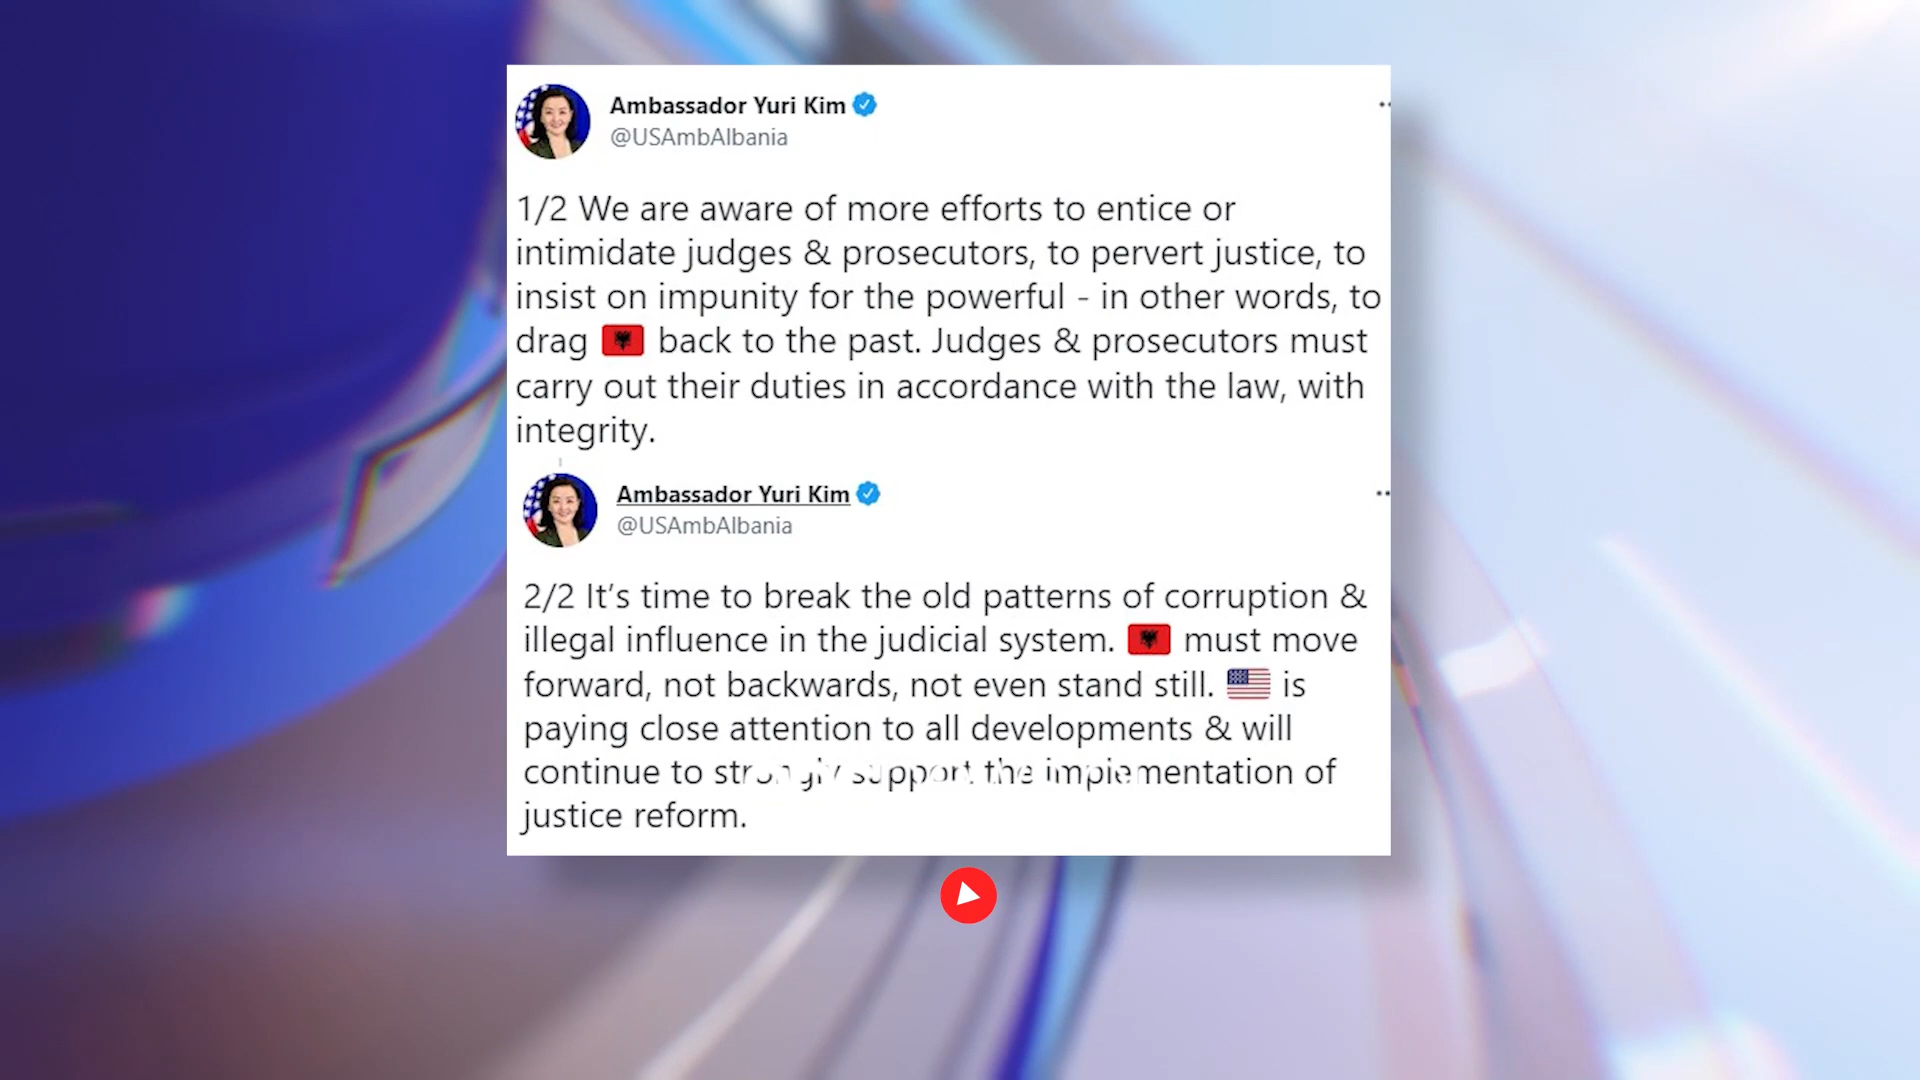 Ambassador Yuri Kim
@USAmbAlbania
1/2 We are aware of more efforts to entice or
intimidate judges & prosecutors, to pervert justice, to
insist on impunity for the powerful - in other words, to
drag 🇦🇱 back to the past. Judges & prosecutors must
carry out their duties in accordance with the law, with
integrity.
Ambassador Yuri Kim
@USAmbAlbania
2/2 It’s time to break the old patterns of corruption &
illegal influence in the judicial system. 🇦🇱 must move
forward, not backwards, not even stand still. 🇺🇸 is
paying close attention to all developments & will
continue to strongly support the implementation of
justice reform.